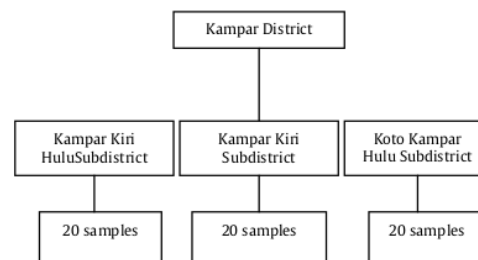 Kampar District
Kampar Kiri
HuluSubdistrict
Kampar Kiri
Subdistrict
Koto Kampar
Hulu Subdistrict
20 samples
20 samples
20 samples